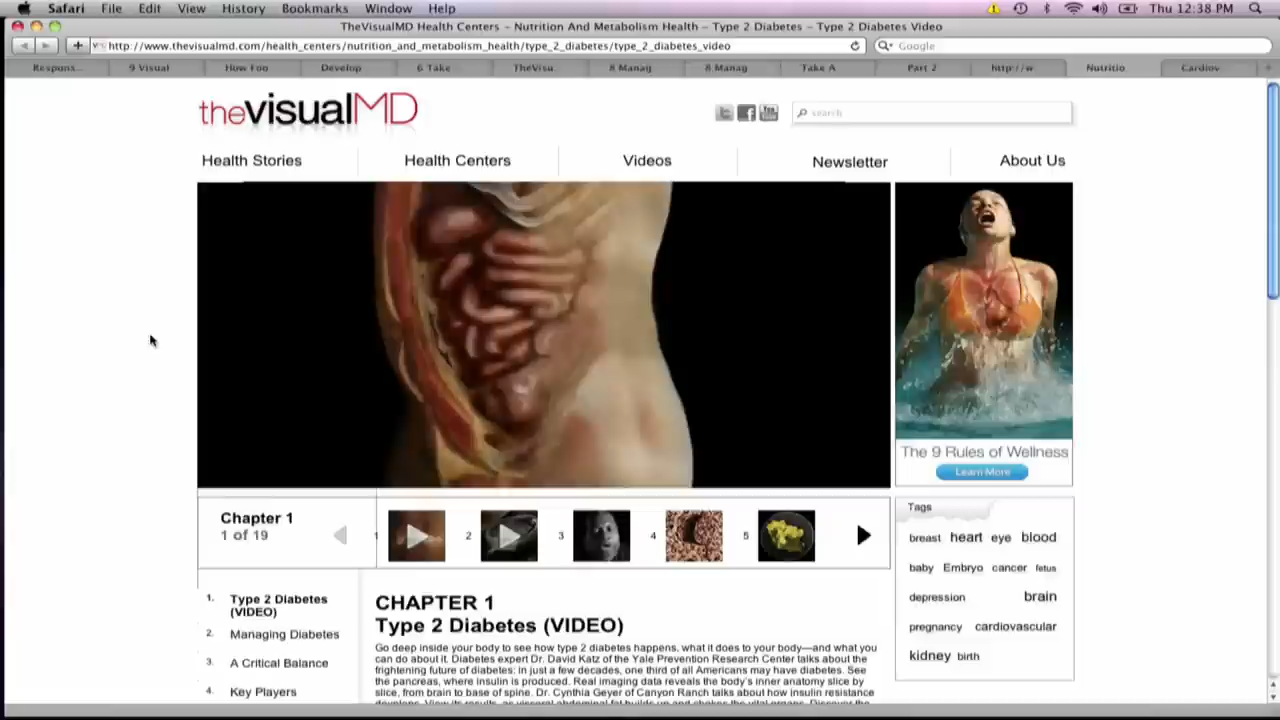 Safari File Edit View History Bookmarks Window Help Thu 12:38 PM
TheVisualMD Health Centers – Nutrition And Metabolism Health – Type 2 Diabetes – Type 2 Diabetes Video
http://www.thevisualmd.com/health_centers/nutrition_and_metabolism_health/type_2_diabetes/type_2_diabetes_video
Google
Respons... 9 Visual How Foo Develop 6 Take TheVisu... 8 Manag 8 Manag Take A Part 2 http://w Nutritio Cardiov
theVisualMD
You Tube
search
Health Stories Health Centers Videos Newsletter About Us
The 9 Rules of Wellness
Learn More
Chapter 1
1 of 19
1 2 3 4 5
Tags
breast heart eye blood
baby Embryo cancer fetus
depression brain
pregnancy cardiovascular
kidney birth
1. Type 2 Diabetes
(VIDEO)
2. Managing Diabetes
3. A Critical Balance
4. Key Players
CHAPTER 1
Type 2 Diabetes (VIDEO)
Go deep inside your body to see how type 2 diabetes happens, what it does to your body—and what you
can do about it. Diabetes expert Dr. David Katz of the Yale Prevention Research Center talks about the
frightening future of diabetes: in just a few decades, one third of all Americans may have diabetes. See
the pancreas, where insulin is produced. Real imaging data reveals the body's inner anatomy slice by
slice, from brain to base of spine. Dr. Cynthia Geyer of Canyon Ranch talks about how insulin resistance